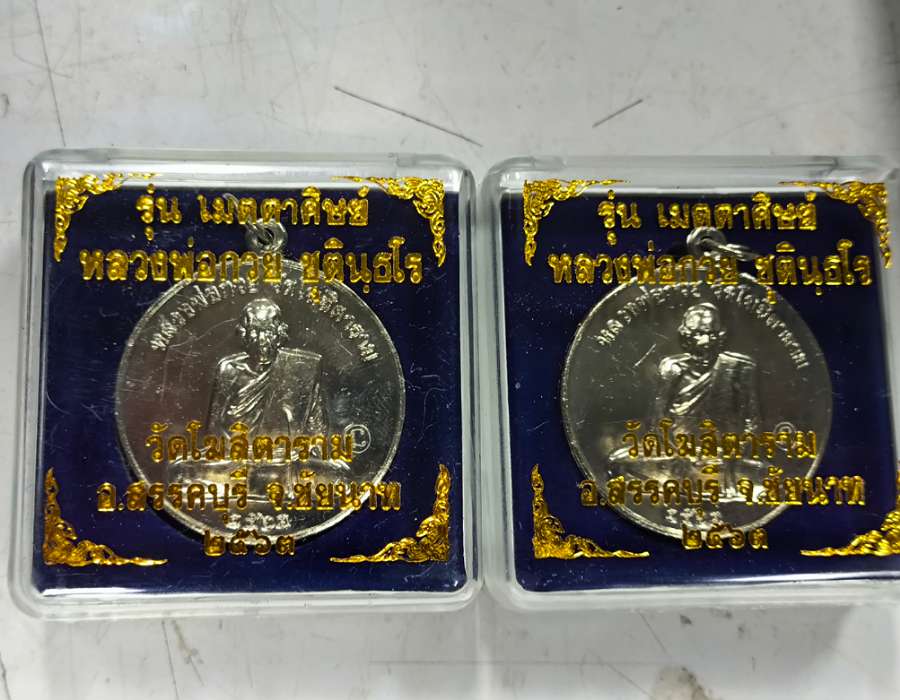 รุ่น เมตตาศิษย์
หลวงพ่อกวย ชุตินฺธโร
วัดโฆสิตาราม
อ.สรรคบุรี จ.ชัยนาท
๒๕๖๓
รุ่น เมตตาศิษย์
หลวงพ่อกวย ชุตินฺธโร
วัดโฆสิตาราม
อ.สรรคบุรี จ.ชัยนาท
๒๕๖๓